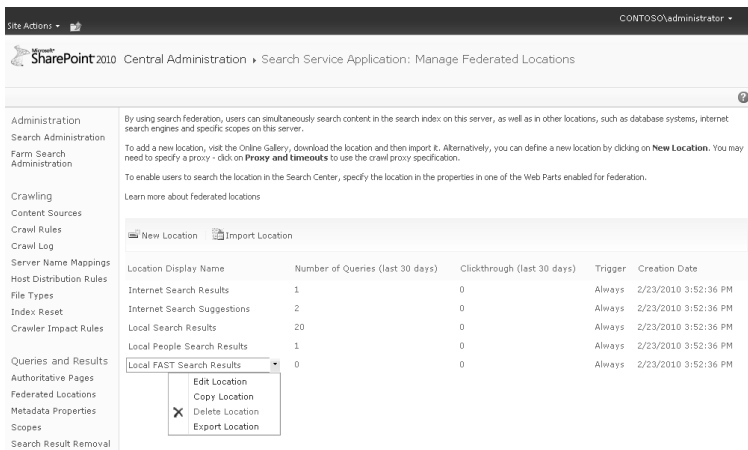 Site Actions
CONTOSO\administrator
Microsoft
SharePoint 2010 Central Administration ▸ Search Service Application: Manage Federated Locations
Administration
Search Administration
Farm Search
Administration
Crawling
Content Sources
Crawl Rules
Crawl Log
Server Name Mappings
Host Distribution Rules
File Types
Index Reset
Crawler Impact Rules
Queries and Results
Authoritative Pages
Federated Locations
Metadata Properties
Scopes
Search Result Removal
By using search federation, users can simultaneously search content in the search index on this server, as well as in other locations, such as database systems, internet
search engines and specific scopes on this server.
To add a new location, visit the Online Gallery, download the location and then import it. Alternatively, you can define a new location by clicking on New Location. You may
need to specify a proxy - click on Proxy and timeouts to use the crawl proxy specification.
To enable users to search the location in the Search Center, specify the location in the properties in one of the Web Parts enabled for federation.
Learn more about federated locations
New Location Import Location
Location Display Name Number of Queries (last 30 days) Clickthrough (last 30 days) Trigger Creation Date
Internet Search Results 1 0 Always 2/23/2010 3:52:36 PM
Internet Search Suggestions 2 0 Always 2/23/2010 3:52:36 PM
Local Search Results 20 0 Always 2/23/2010 3:52:36 PM
Local People Search Results 1 0 Always 2/23/2010 3:52:36 PM
Local FAST Search Results 0 0 Always 2/23/2010 3:52:36 PM
Edit Location
Copy Location
Delete Location
Export Location